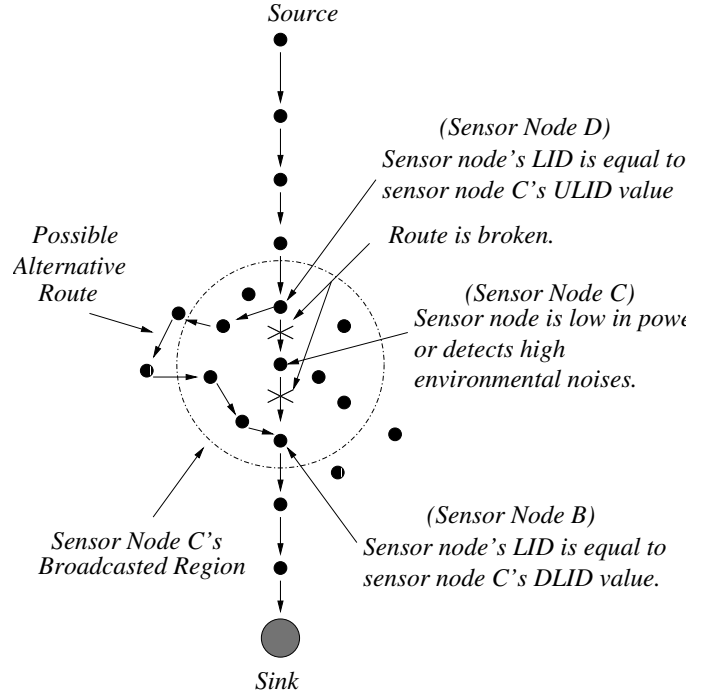 Source
(Sensor Node D)
Sensor node's LID is equal to
sensor node C's ULID value
Route is broken.
Possible
Alternative
Route
(Sensor Node C)
Sensor node is low in powe
or detects high
environmental noises.
(Sensor Node B)
Sensor node's LID is equal to
sensor node C's DLID value.
Sensor Node C's
Broadcasted Region
Sink